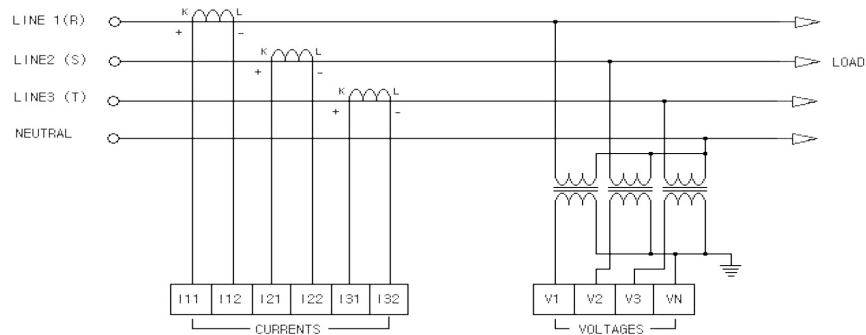 LINE 1(R)
K L
+ -
LINE2 (S)
K L
+ -
LOAD
LINE3 (T)
K L
+ -
NEUTRAL
I11 I12 I21 I22 I31 I32
V1 V2 V3 VN
CURRENTS
VOLTAGES